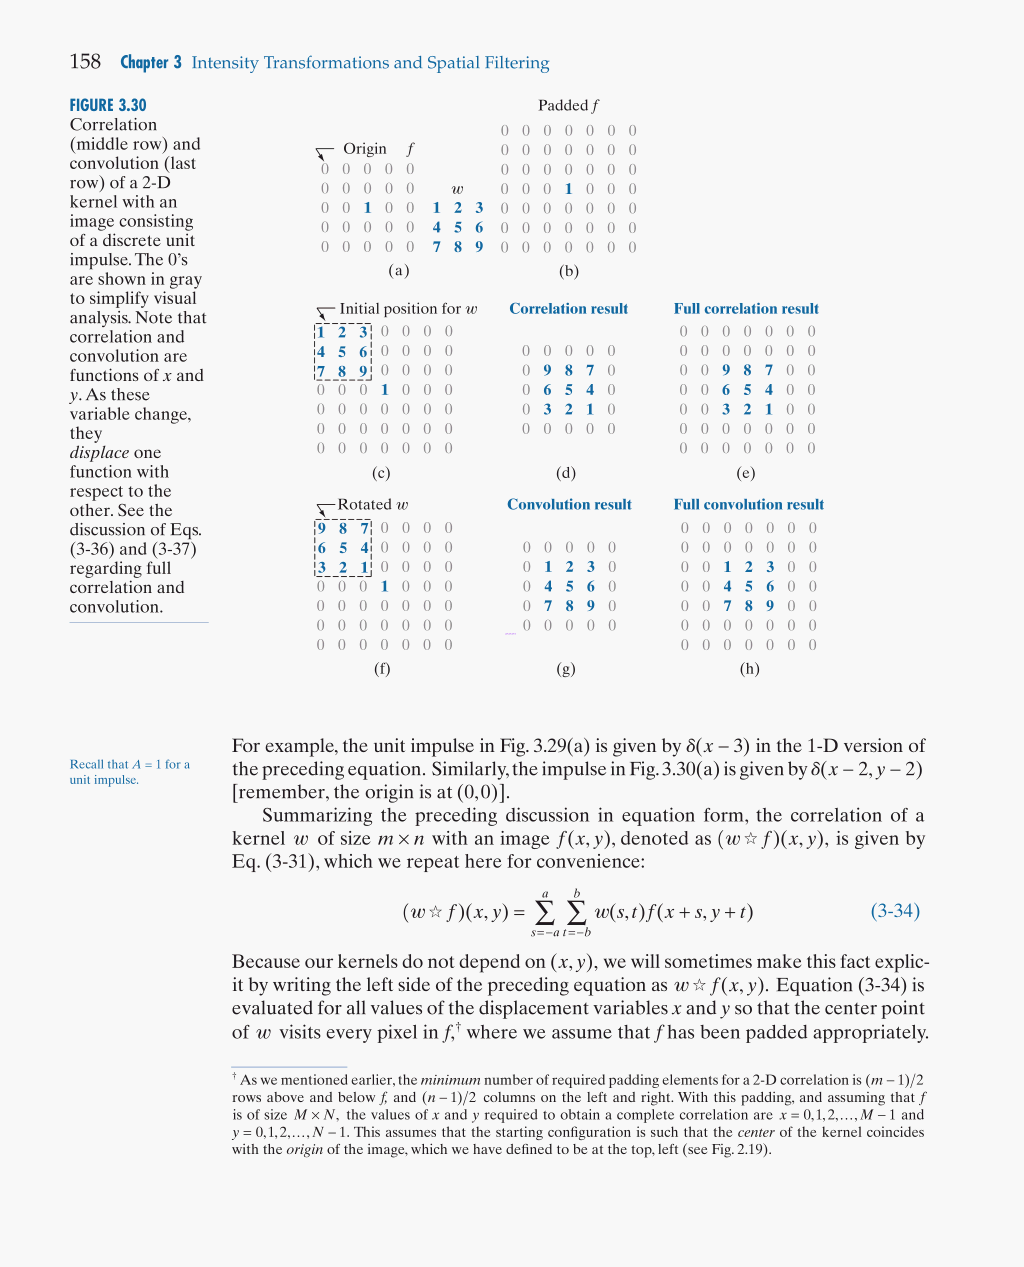 158 Chapter 3 Intensity Transformations and Spatial Filtering
FIGURE 3.30
Correlation
(middle row) and
convolution (last
row) of a 2-D
kernel with an
image consisting
of a discrete unit
impulse. The 0's
are shown in gray
to simplify visual
analysis. Note that
correlation and
convolution are
functions of x and
y. As these
variable change,
they
displace one
function with
respect to the
other. See the
discussion of Eqs.
(3-36) and (3-37)
regarding full
correlation and
convolution.
Origin f
0 0 0 0 0
0 0 0 0 0
0 0 1 0 0
0 0 0 0 0
0 0 0 0 0
w
1 2 3
4 5 6
7 8 9
(a)
Padded f
0 0 0 0 0 0 0
0 0 0 0 0 0 0
0 0 0 0 0 0 0
0 0 0 1 0 0 0
0 0 0 0 0 0 0
0 0 0 0 0 0 0
0 0 0 0 0 0 0
(b)
Initial position for w
1 2 3 0 0 0 0
4 5 6 0 0 0 0
7 8 9 0 0 0 0
0 0 0 1 0 0 0
0 0 0 0 0 0 0
0 0 0 0 0 0 0
0 0 0 0 0 0 0
(c)
Correlation result
0 0 0 0 0
0 9 8 7 0
0 6 5 4 0
0 3 2 1 0
0 0 0 0 0
(d)
Full correlation result
0 0 0 0 0 0 0
0 0 0 0 0 0 0
0 0 9 8 7 0 0
0 0 6 5 4 0 0
0 0 3 2 1 0 0
0 0 0 0 0 0 0
0 0 0 0 0 0 0
(e)
Rotated w
9 8 7 0 0 0 0
6 5 4 0 0 0 0
3 2 1 0 0 0 0
0 0 0 1 0 0 0
0 0 0 0 0 0 0
0 0 0 0 0 0 0
0 0 0 0 0 0 0
(f)
Convolution result
0 0 0 0 0
0 1 2 3 0
0 4 5 6 0
0 7 8 9 0
0 0 0 0 0
(g)
Full convolution result
0 0 0 0 0 0 0
0 0 0 0 0 0 0
0 0 1 2 3 0 0
0 0 4 5 6 0 0
0 0 7 8 9 0 0
0 0 0 0 0 0 0
0 0 0 0 0 0 0
(h)
For example, the unit impulse in Fig. 3.29(a) is given by δ(x − 3) in the 1-D version of
the preceding equation. Similarly, the impulse in Fig. 3.30(a) is given by δ(x − 2, y − 2)
[remember, the origin is at (0,0)].
Recall that A = 1 for a
unit impulse.
Summarizing the preceding discussion in equation form, the correlation of a
kernel w of size m × n with an image f(x, y), denoted as (w ☆ f)(x, y), is given by
Eq. (3-31), which we repeat here for convenience:
(w ☆ f)(x, y) = ∑_{s=−a}^{a} ∑_{t=−b}^{b} w(s, t) f(x + s, y + t) (3-34)
Because our kernels do not depend on (x, y), we will sometimes make this fact explic-
it by writing the left side of the preceding equation as w ☆ f(x, y). Equation (3-34) is
evaluated for all values of the displacement variables x and y so that the center point
of w visits every pixel in f,† where we assume that f has been padded appropriately.
† As we mentioned earlier, the minimum number of required padding elements for a 2-D correlation is (m − 1)/2
rows above and below f, and (n − 1)/2 columns on the left and right. With this padding, and assuming that f
is of size M × N, the values of x and y required to obtain a complete correlation are x = 0, 1, 2, …, M − 1 and
y = 0, 1, 2, …, N − 1. This assumes that the starting configuration is such that the center of the kernel coincides
with the origin of the image, which we have defined to be at the top, left (see Fig. 2.19).